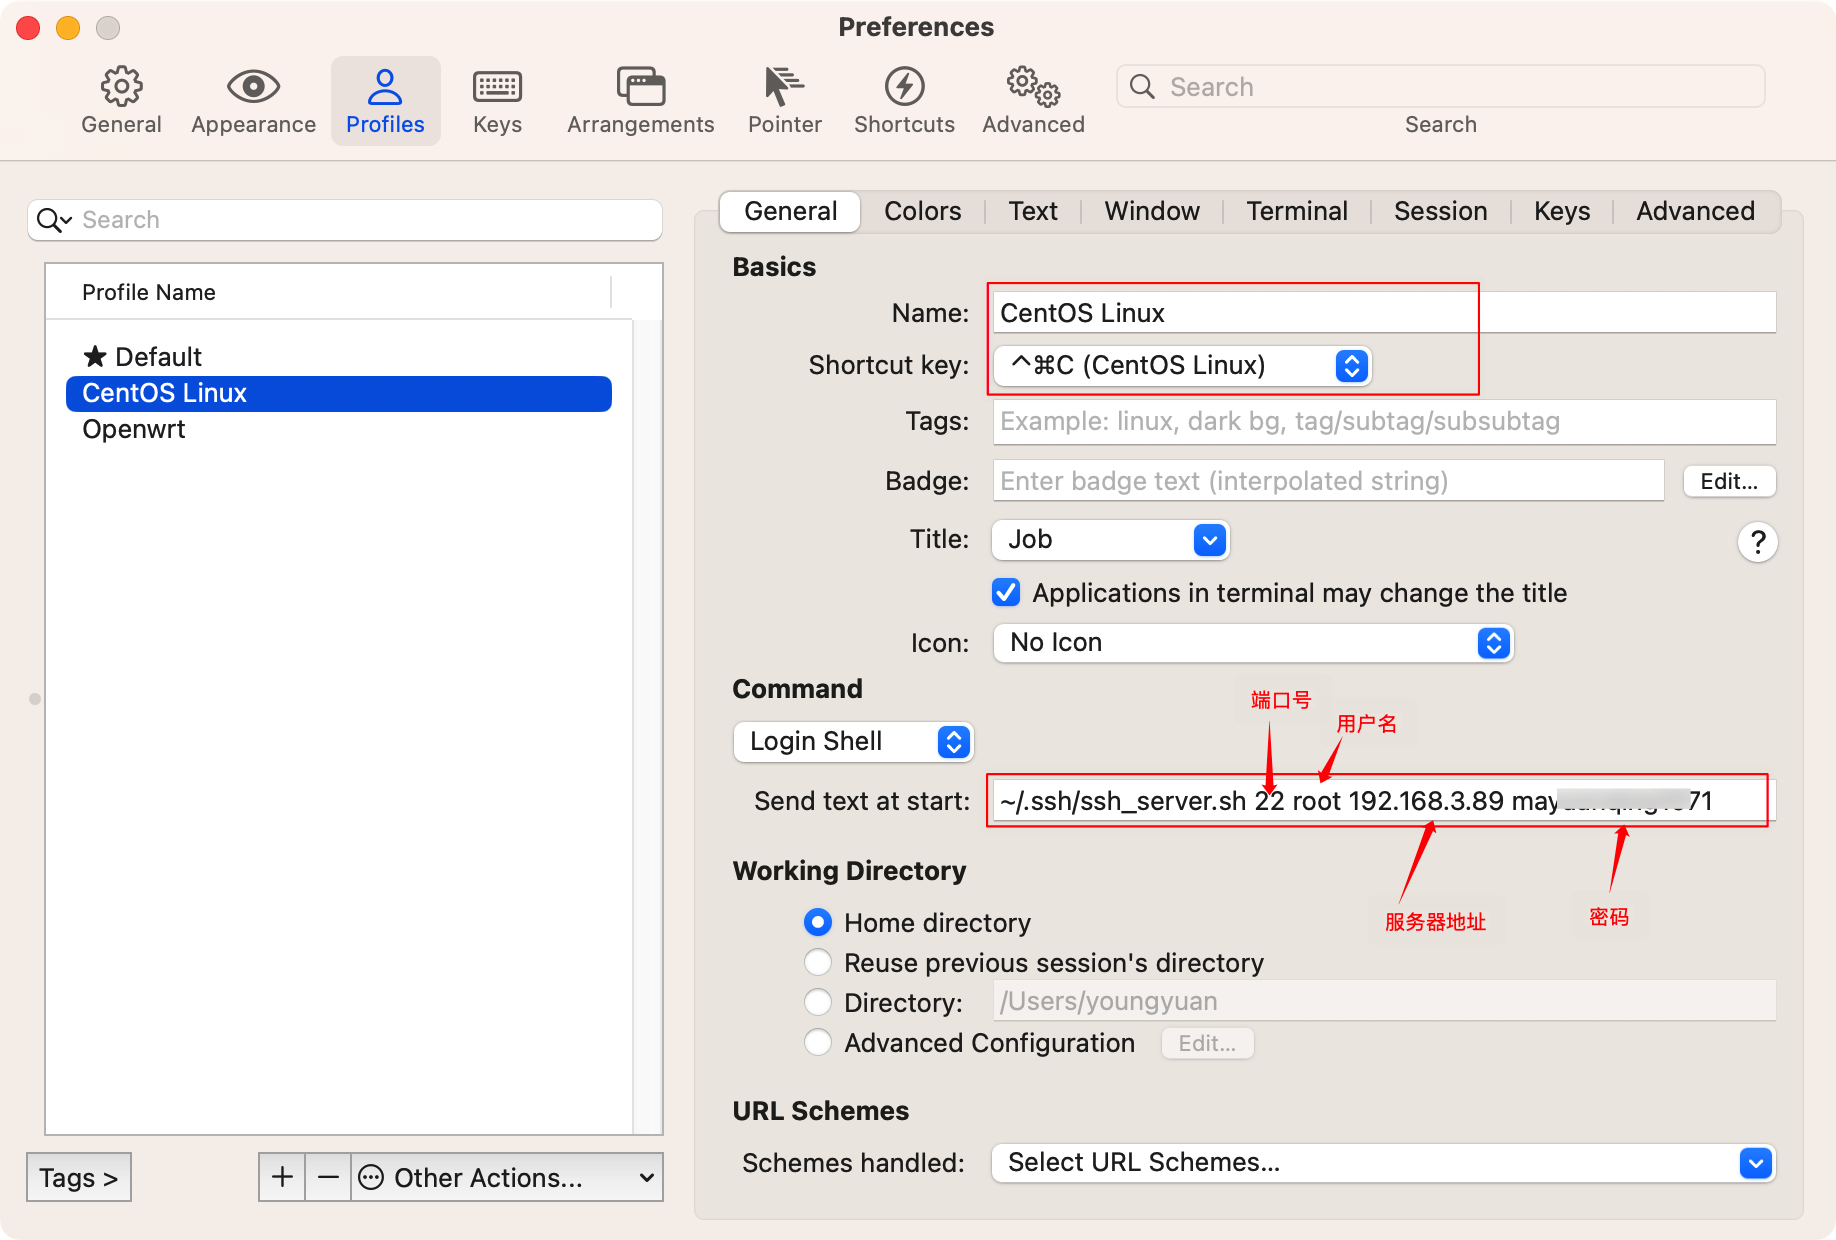 Preferences
General
Appearance
Profiles
Keys
Arrangements
Pointer
Shortcuts
Advanced
Search
Search
Search
Profile Name
★ Default
CentOS Linux
Openwrt
Tags >
+
−
Other Actions...
General
Colors
Text
Window
Terminal
Session
Keys
Advanced
Basics
Name: CentOS Linux
Shortcut key: ^⌘C (CentOS Linux)
Tags: Example: linux, dark bg, tag/subtag/subsubtag
Badge: Enter badge text (interpolated string) Edit...
Title: Job ?
Applications in terminal may change the title
Icon: No Icon
Command
端口号
用户名
Login Shell
Send text at start: ~/.ssh/ssh_server.sh 22 root 192.168.3.89
服务器地址
密码
Working Directory
Home directory
Reuse previous session's directory
Directory: /Users/youngyuan
Advanced Configuration Edit...
URL Schemes
Schemes handled: Select URL Schemes...